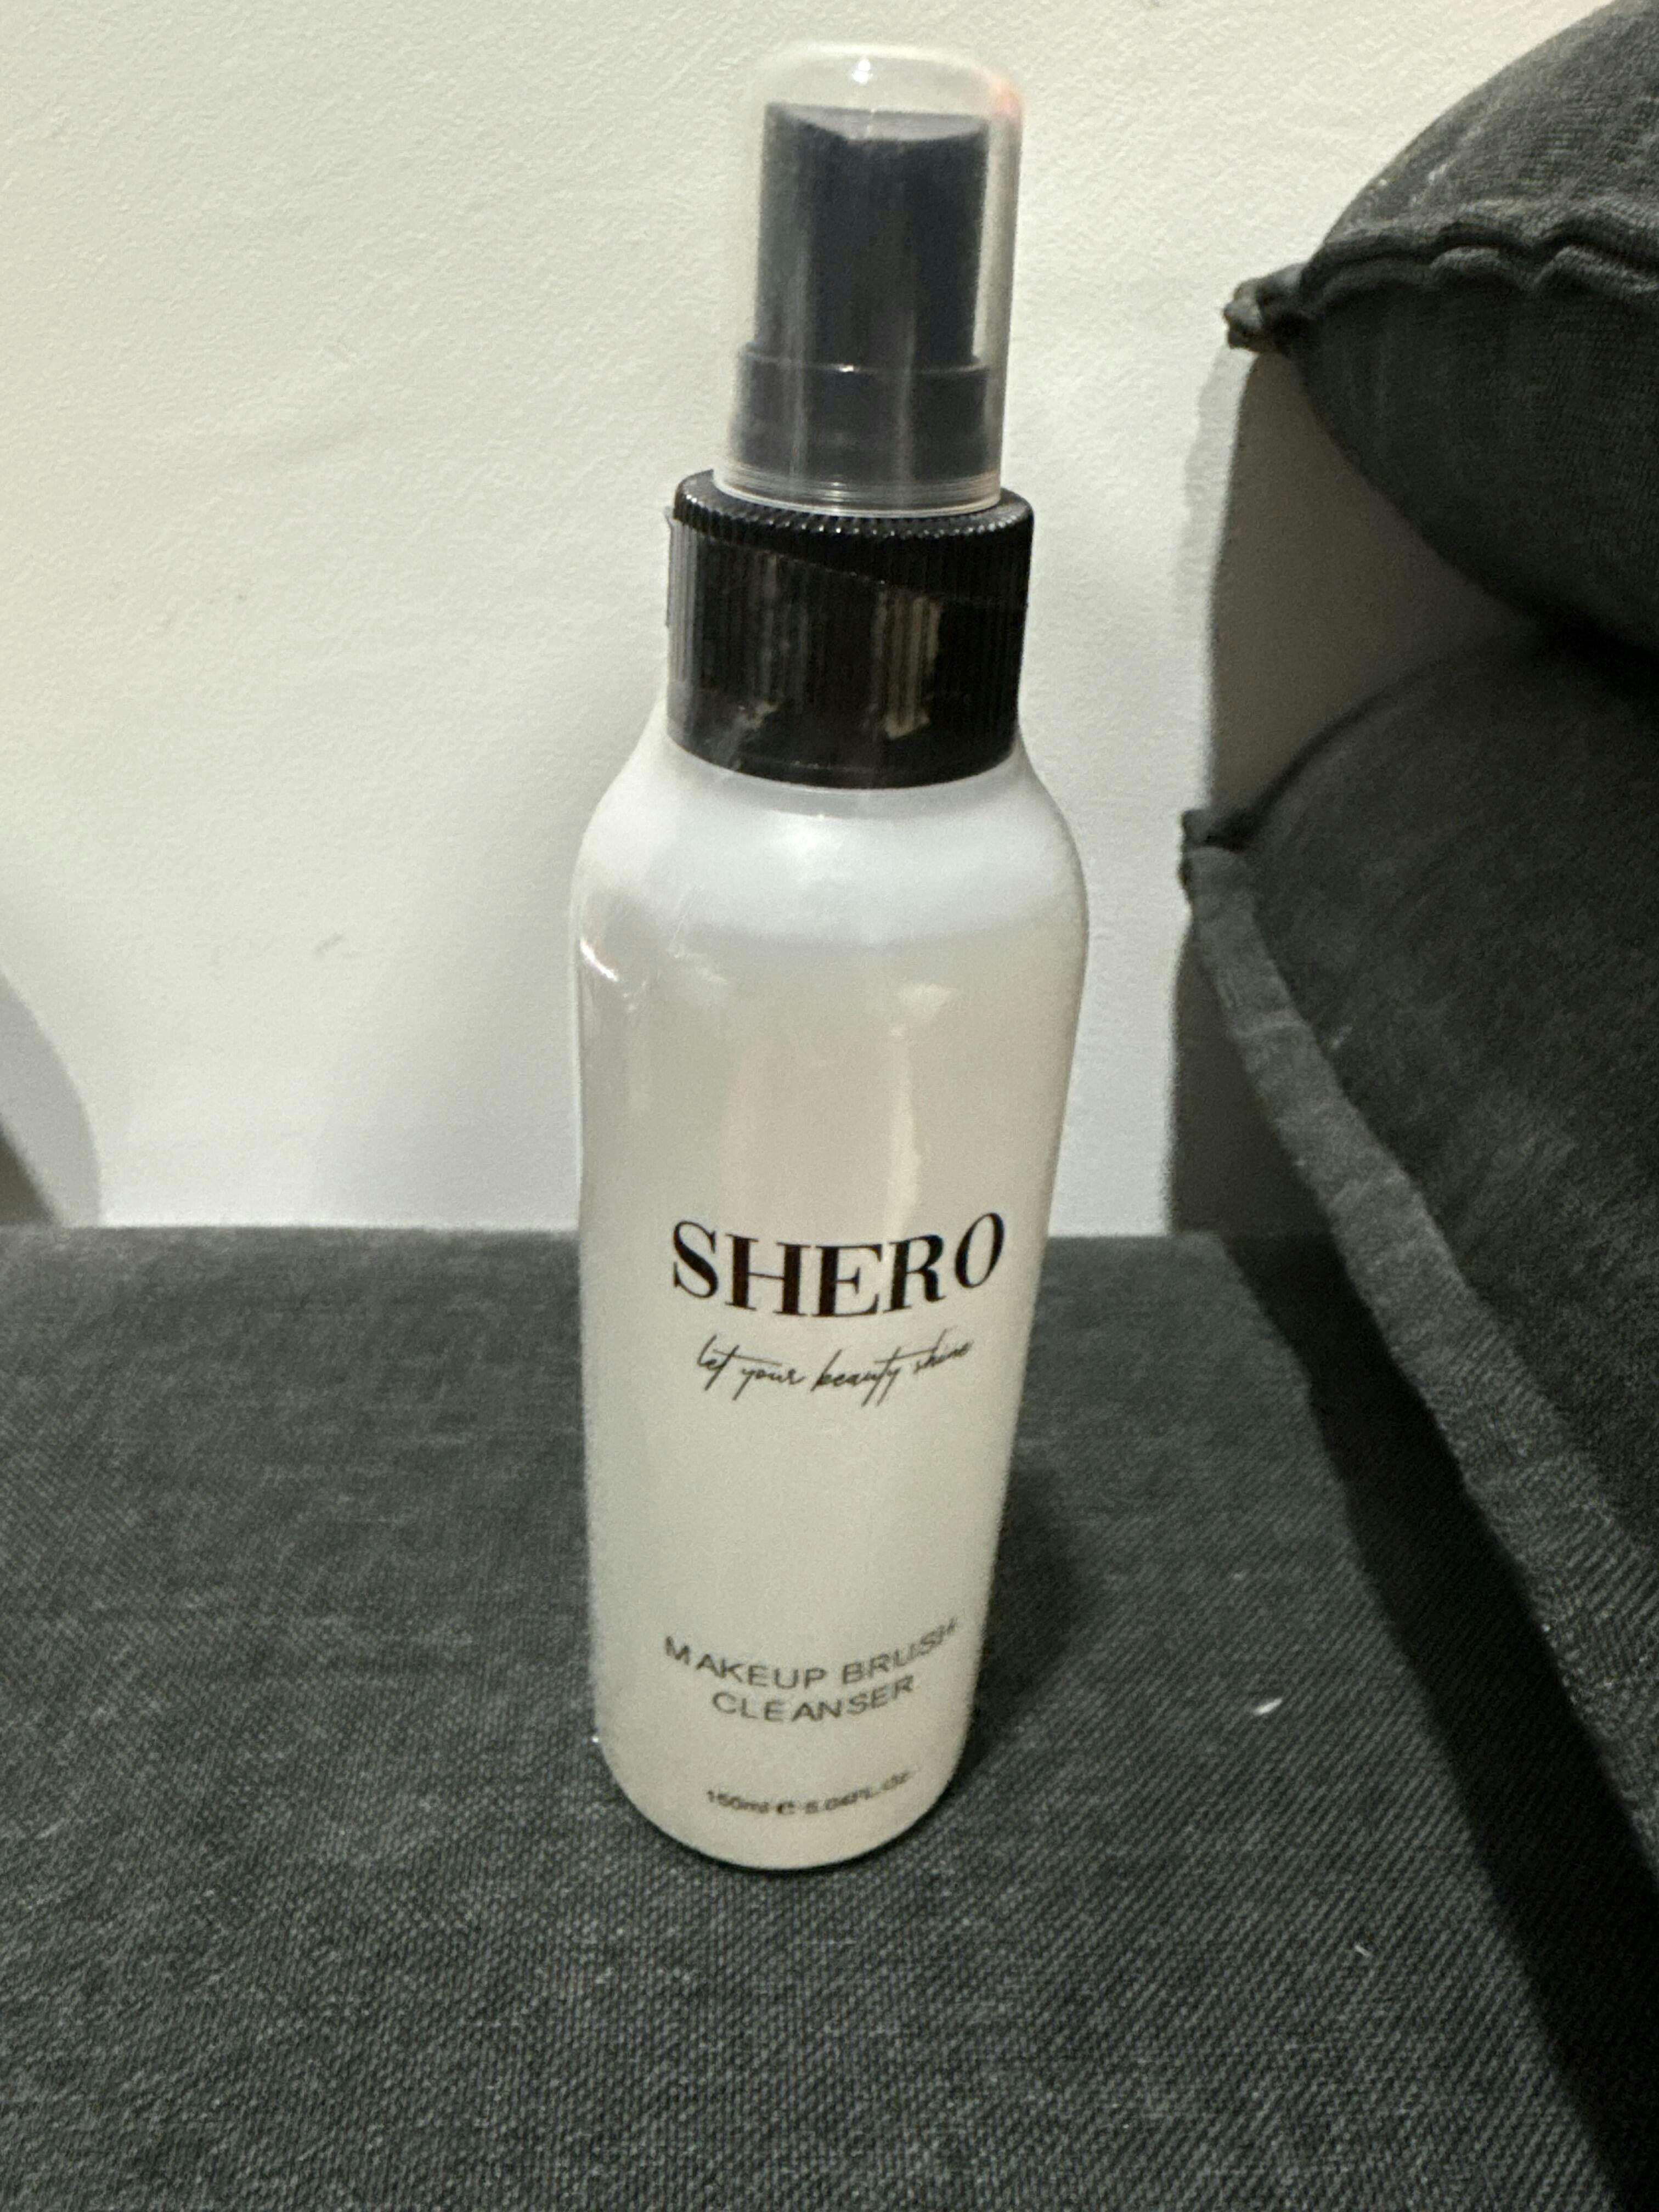 SHERO
let your beauty shine
MAKEUP BRUSH
CLEANSER
150ml e 5.04FL.OZ.